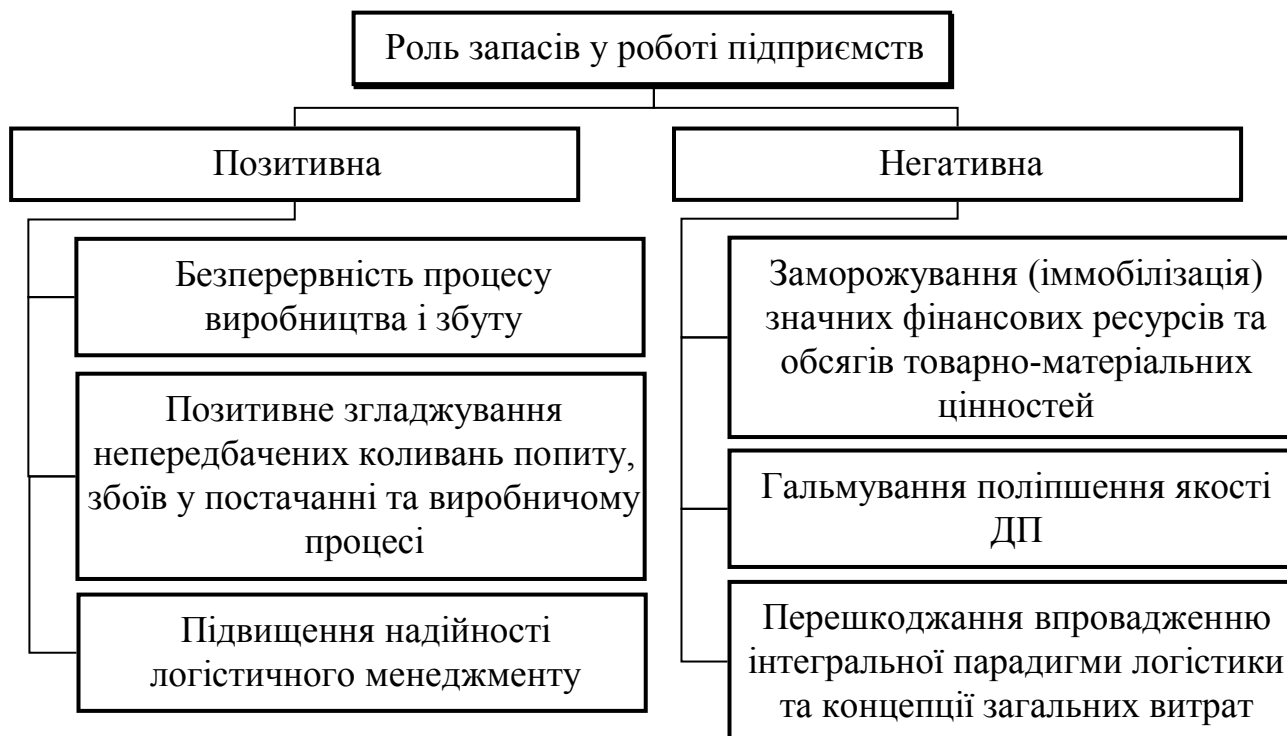 Роль запасів у роботі підприємств
Позитивна
Безперервність процесу
виробництва і збуту
Позитивне згладжування
непередбачених коливань попиту,
збоїв у постачанні та виробничому
процесі
Підвищення надійності
логістичного менеджменту
Негативна
Заморожування (іммобілізація)
значних фінансових ресурсів та
обсягів товарно-матеріальних
цінностей
Гальмування поліпшення якості
ДП
Перешкоджання впровадженню
інтегральної парадигми логістики
та концепції загальних витрат